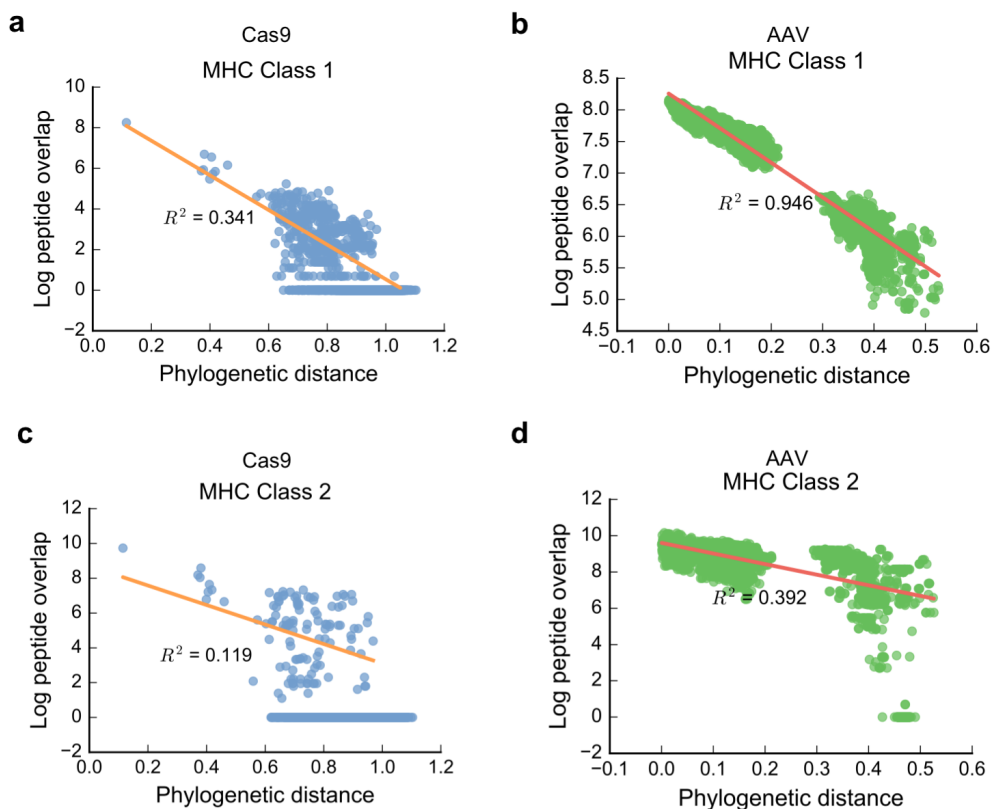 a
Cas9
MHC Class 1
Log peptide overlap
10
8
6
4
2
0
−2
R² = 0.341
0.0 0.2 0.4 0.6 0.8 1.0 1.2
Phylogenetic distance
b
AAV
MHC Class 1
Log peptide overlap
8.5
8.0
7.5
7.0
6.5
6.0
5.5
5.0
4.5
R² = 0.946
−0.1 0.0 0.1 0.2 0.3 0.4 0.5 0.6
Phylogenetic distance
c
Cas9
MHC Class 2
Log peptide overlap
12
10
8
6
4
2
0
−2
R² = 0.119
0.0 0.2 0.4 0.6 0.8 1.0 1.2
Phylogenetic distance
d
AAV
MHC Class 2
Log peptide overlap
12
10
8
6
4
2
0
−2
R² = 0.392
−0.1 0.0 0.1 0.2 0.3 0.4 0.5 0.6
Phylogenetic distance